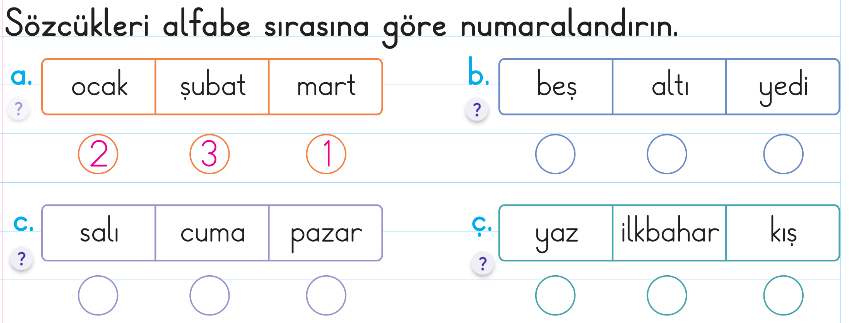 Sözcükleri alfabe sırasına göre numaralandırın.
a. ocak şubat mart
?
2 3 1
b. beş altı yedi
?
c. salı cuma pazar
?
ç. yaz ilkbahar kış
?